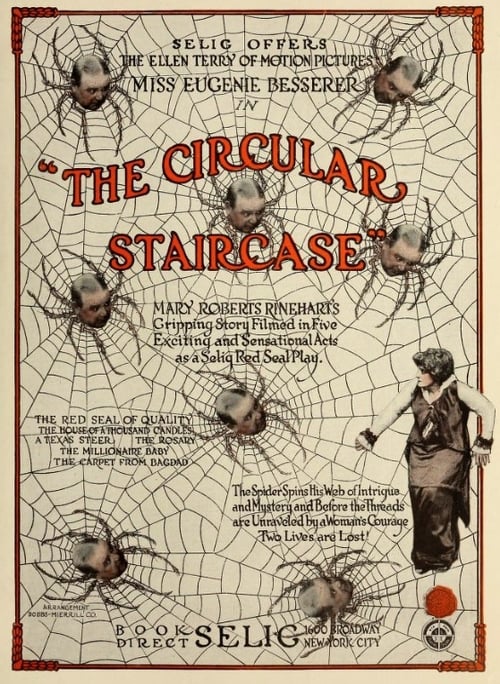 SELIG OFFERS
THE ELLEN TERRY OF MOTION PICTURES
MISS EUGENIE BESSERER
IN
"THE CIRCULAR
STAIRCASE"
MARY ROBERTS RINEHART'S
Gripping Story Filmed in Five
Exciting and Sensational Acts
as a Selig Red Seal Play.
THE RED SEAL OF QUALITY
THE HOUSE OF A THOUSAND CANDLES
A TEXAS STEER. THE ROSARY
THE MILLIONAIRE BABY
THE CARPET FROM BAGDAD
The Spider Spins His Web of Intrigue
and Mystery and Before the Threads
are Unraveled by a Woman's Courage
Two Lives are Lost!
ARRANGEMENT
BOBBS-MERRILL CO.
BOOK DIRECT SELIG 1600 BROADWAY NEW YORK CITY